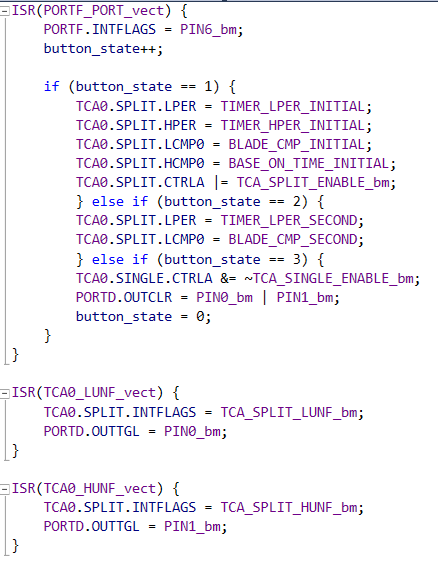 ISR(PORTF_PORT_vect) {
PORTF.INTFLAGS = PIN6_bm;
button_state++;
if (button_state == 1) {
TCA0.SPLIT.LPER = TIMER_LPER_INITIAL;
TCA0.SPLIT.HPER = TIMER_HPER_INITIAL;
TCA0.SPLIT.LCMP0 = BLADE_CMP_INITIAL;
TCA0.SPLIT.HCMP0 = BASE_ON_TIME_INITIAL;
TCA0.SPLIT.CTRLA |= TCA_SPLIT_ENABLE_bm;
} else if (button_state == 2) {
TCA0.SPLIT.LPER = TIMER_LPER_SECOND;
TCA0.SPLIT.LCMP0 = BLADE_CMP_SECOND;
} else if (button_state == 3) {
TCA0.SINGLE.CTRLA &= ~TCA_SINGLE_ENABLE_bm;
PORTD.OUTCLR = PIN0_bm | PIN1_bm;
button_state = 0;
}
}
ISR(TCA0_LUNF_vect) {
TCA0.SPLIT.INTFLAGS = TCA_SPLIT_LUNF_bm;
PORTD.OUTTGL = PIN0_bm;
}
ISR(TCA0_HUNF_vect) {
TCA0.SPLIT.INTFLAGS = TCA_SPLIT_HUNF_bm;
PORTD.OUTTGL = PIN1_bm;
}